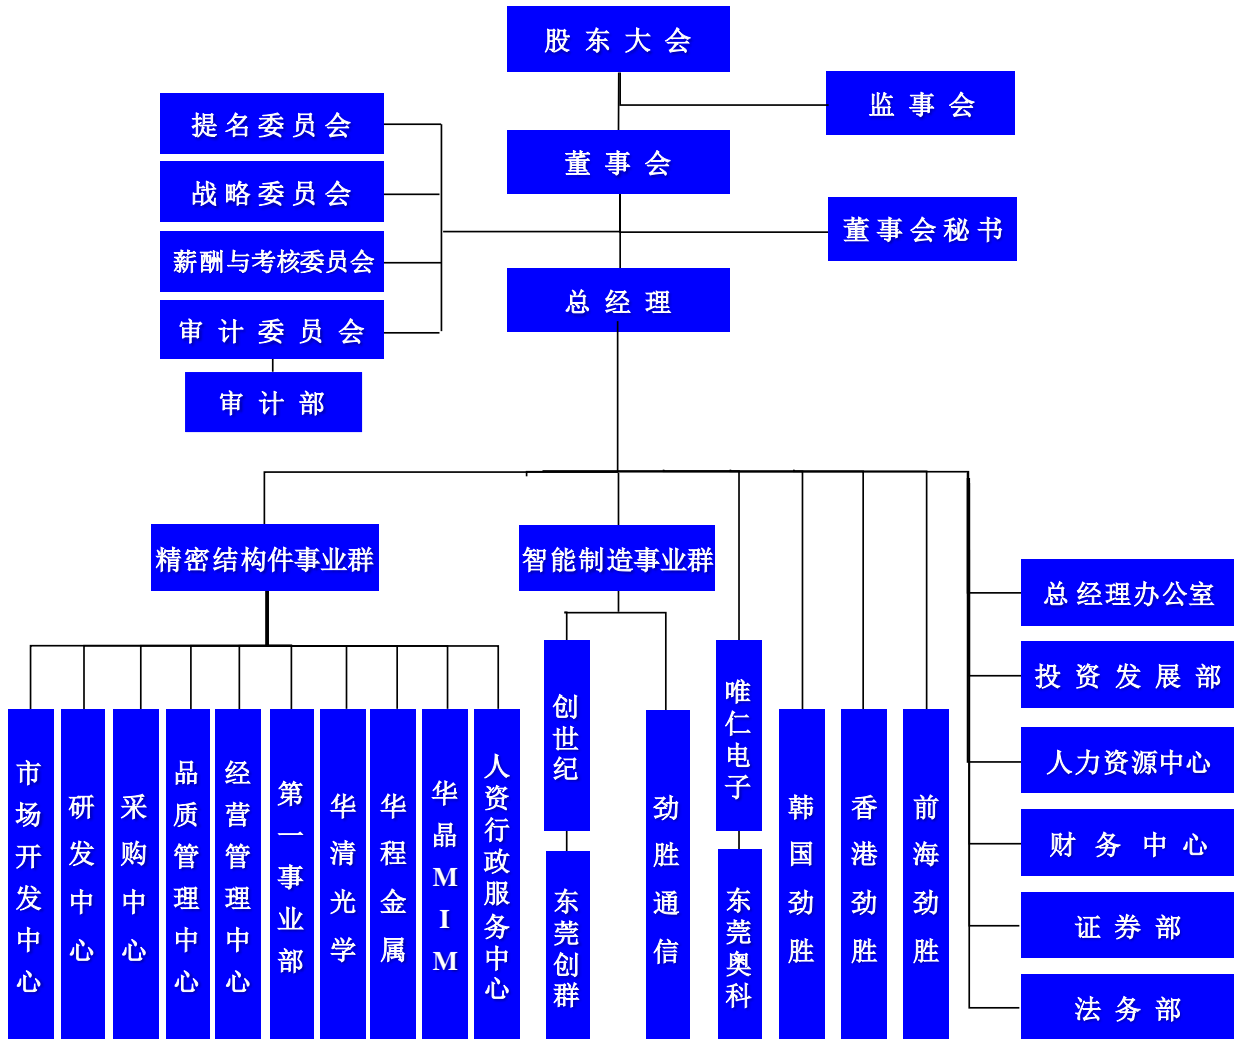 股东大会
监事会
提名委员会
董事会
战略委员会
董事会秘书
薪酬与考核委员会
总经理
审计委员会
审计部
精密结构件事业群
智能制造事业群
总经理办公室
投资发展部
人力资源中心
财务中心
证券部
法务部
市场开发中心
研发中心
采购中心
品质管理中心
经营管理中心
第一事业部
华清光学
华程金属
华晶MIM
人资行政服务中心
创世纪
东莞创群
劲胜通信
唯仁电子
东莞奥科
韩国劲胜
香港劲胜
前海劲胜